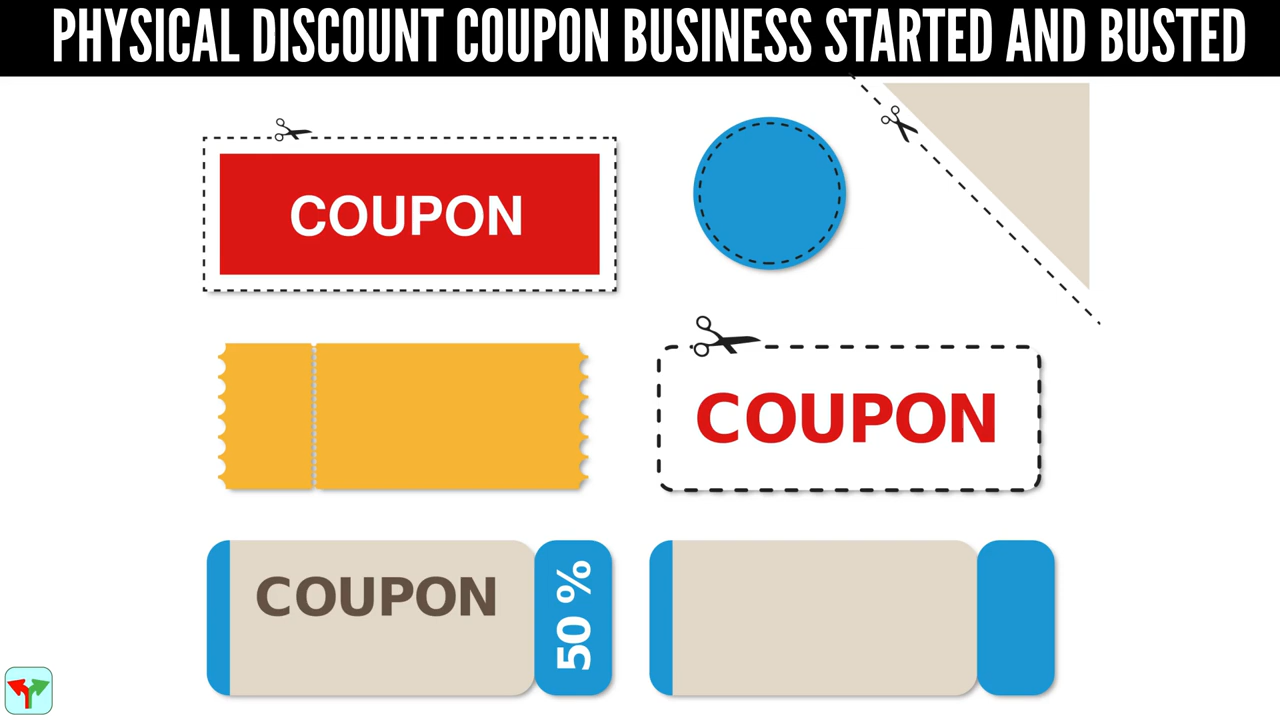 PHYSICAL DISCOUNT COUPON BUSINESS STARTED AND BUSTED
COUPON
COUPON
COUPON
50 %